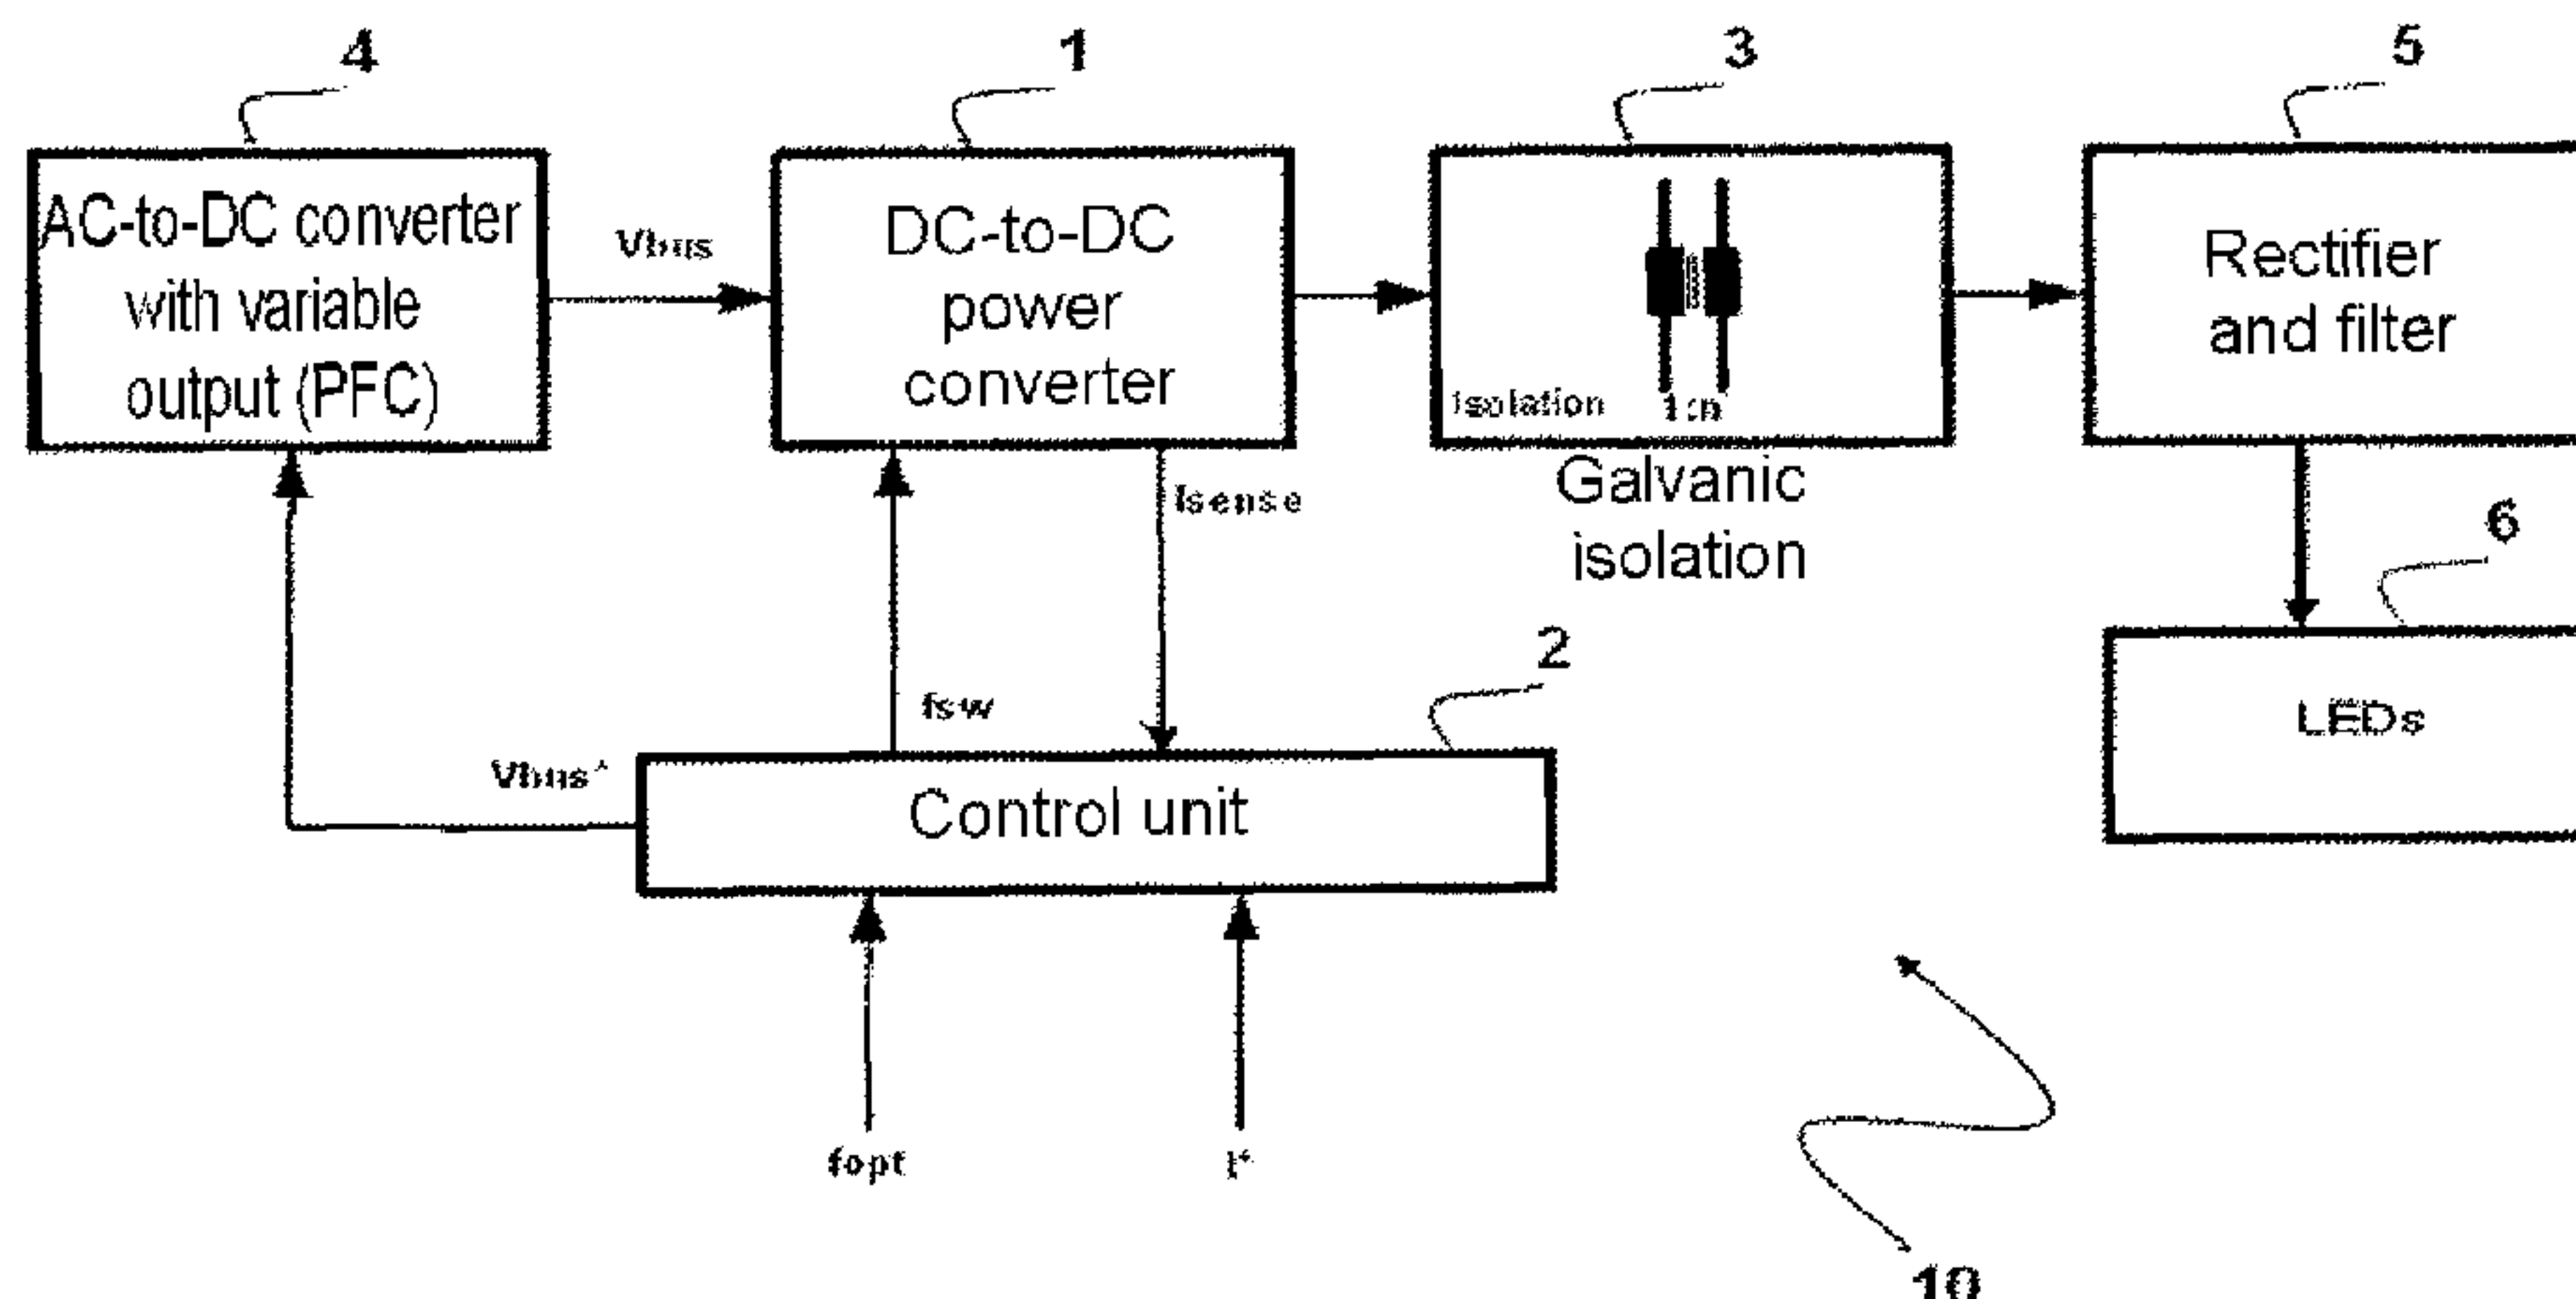 4
1
3
5
AC-to-DC converter
with variable
output (PFC)
Vbus
DC-to-DC
power
converter
Isolation
1:n
Galvanic
isolation
Rectifier
and filter
Isense
6
LEDs
fsw
2
Vbus*
Control unit
fopt
I*
10